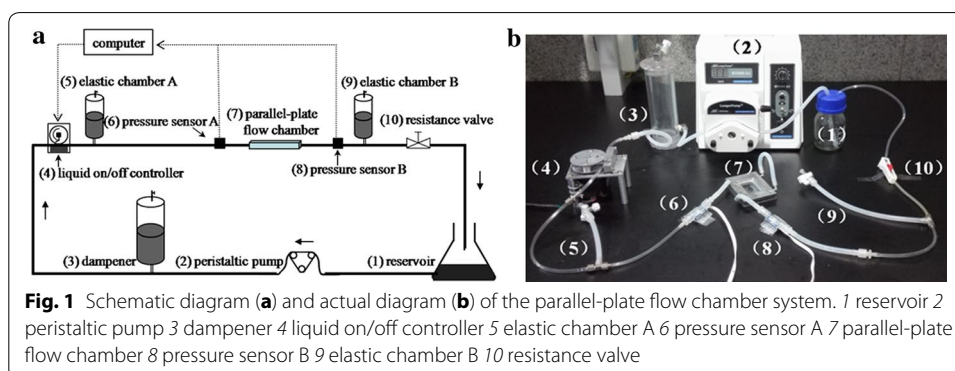 a
computer
(5) elastic chamber A
(6) pressure sensor A
(7) parallel-plate
flow chamber
(9) elastic chamber B
(10) resistance valve
(4) liquid on/off controller
(8) pressure sensor B
(3) dampener
(2) peristaltic pump
(1) reservoir
b
(2)
(3)
(1)
(4)
(7)
(10)
(6)
(9)
(5)
(8)
Fig. 1 Schematic diagram (a) and actual diagram (b) of the parallel-plate flow chamber system. 1 reservoir 2
peristaltic pump 3 dampener 4 liquid on/off controller 5 elastic chamber A 6 pressure sensor A 7 parallel-plate
flow chamber 8 pressure sensor B 9 elastic chamber B 10 resistance valve